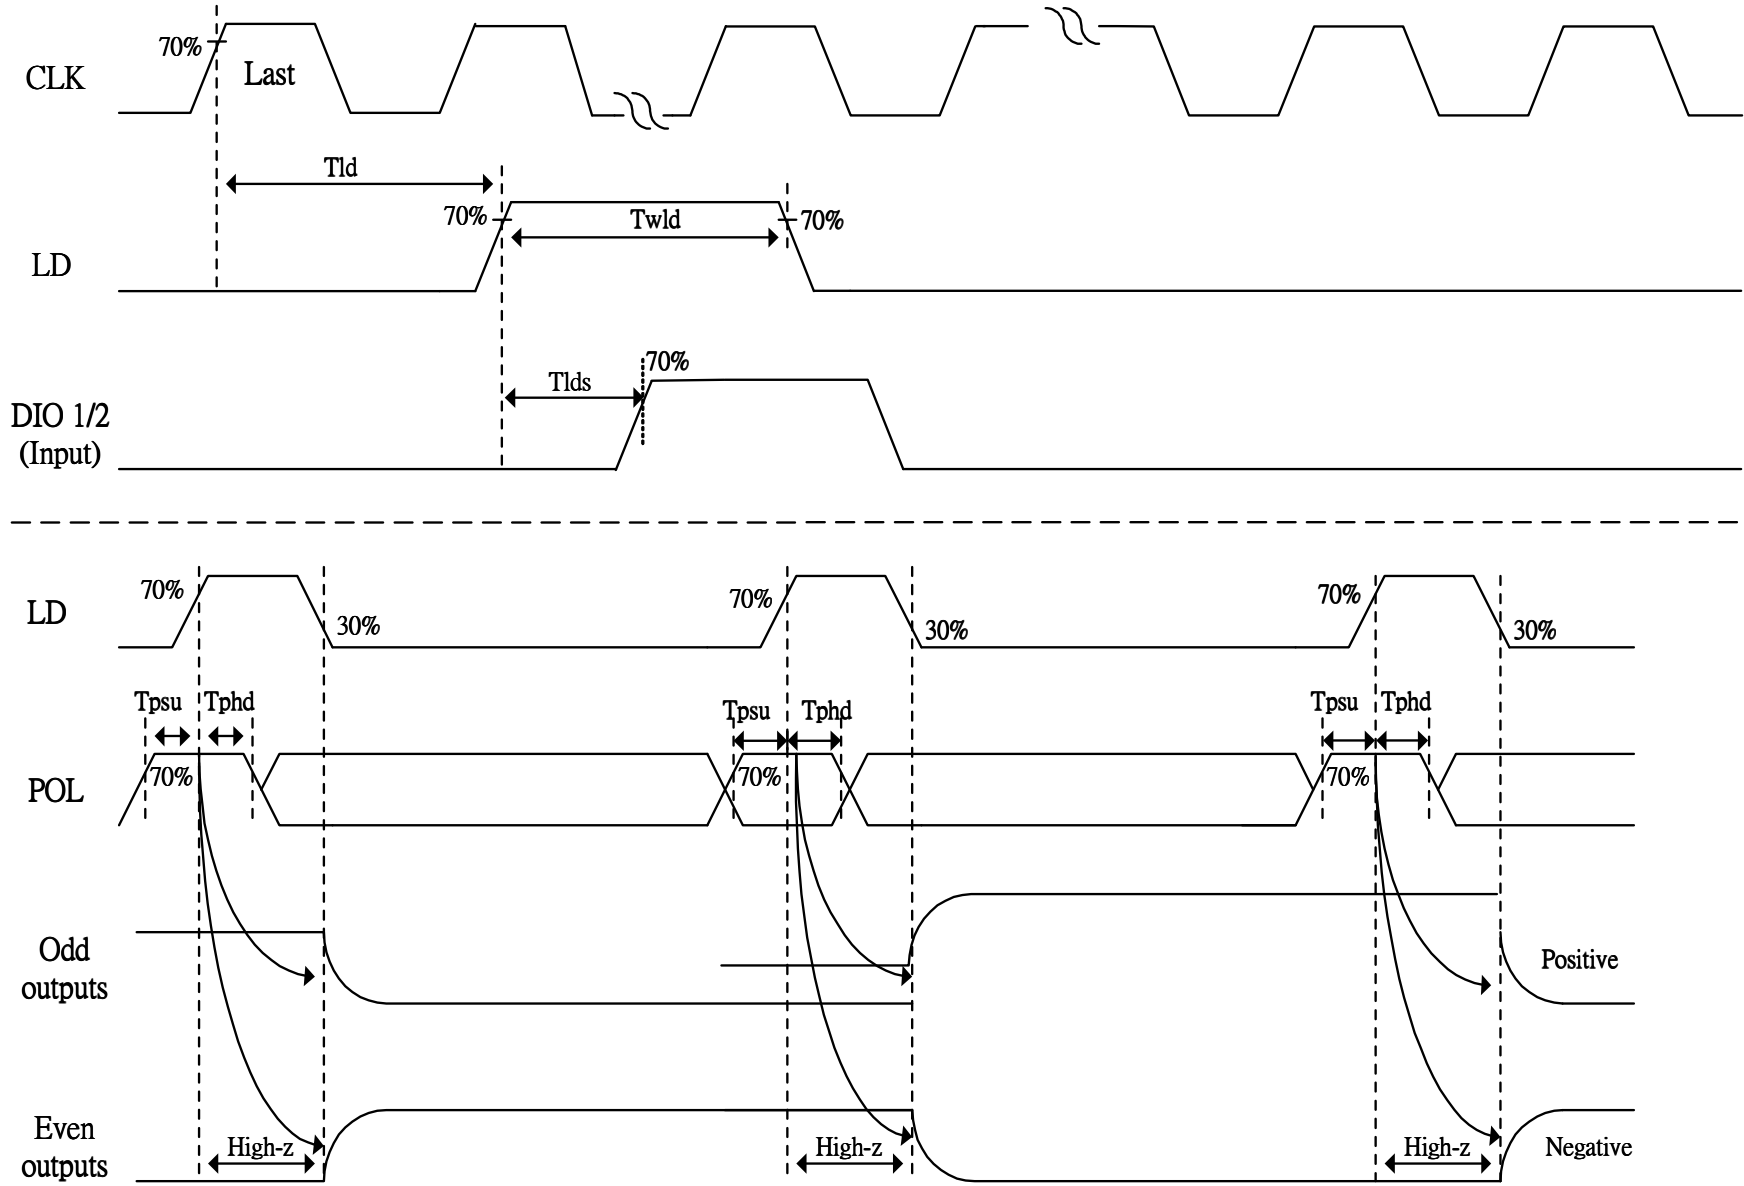 70%
CLK
Last
Tld
70%
Twld
70%
LD
70%
Tlds
DIO 1/2
(Input)
70%
LD
30%
70%
30%
70%
30%
Tpsu Tphd
Tpsu Tphd
Tpsu Tphd
POL
70%
70%
70%
Odd
outputs
Positive
Even
outputs
High-z
High-z
High-z
Negative